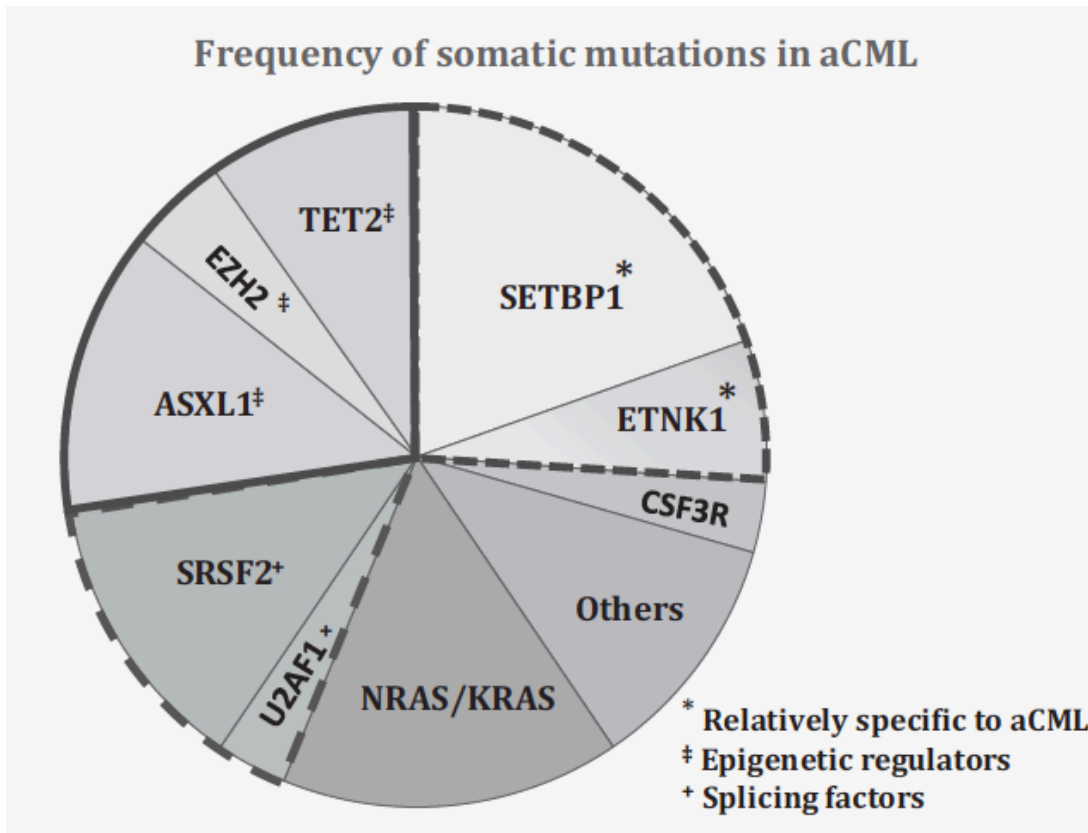 Frequency of somatic mutations in aCML
TET2‡
EZH2 ‡
SETBP1*
ASXL1‡
ETNK1*
CSF3R
SRSF2+
Others
U2AF1 +
NRAS/KRAS
* Relatively specific to aCML
‡ Epigenetic regulators
+ Splicing factors